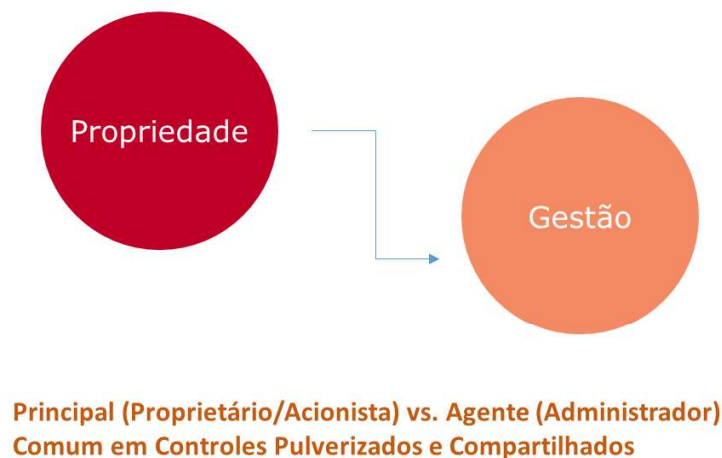 Propriedade
Gestão
Principal (Proprietário/Acionista) vs. Agente (Administrador)
Comum em Controles Pulverizados e Compartilhados